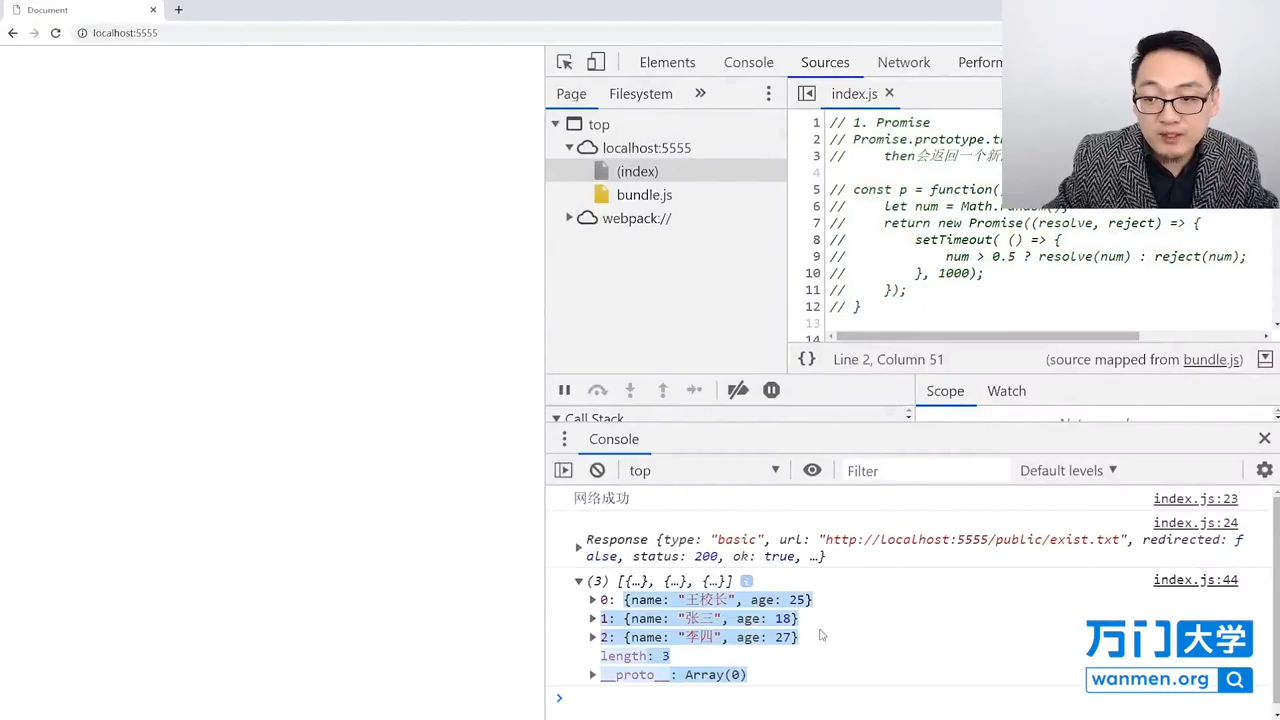 Document
localhost:5555
Elements
Console
Sources
Network
Page
Filesystem
index.js
top
localhost:5555
(index)
bundle.js
webpack://
1 // 1. Promise
2 // Promise.prototype.
3 // then会返回一个新
4
5 // const p = function(
6 // let num = Math.
7 // return new Promise((resolve, reject) => {
8 // setTimeout( () => {
9 // num > 0.5 ? resolve(num) : reject(num);
10 // }, 1000);
11 // });
12 // }
13
14
{} Line 2, Column 51 (source mapped from bundle.js)
Scope
Watch
Call Stack
Console
top
Filter
Default levels
网络成功 index.js:23
index.js:24
Response {type: "basic", url: "http://localhost:5555/public/exist.txt", redirected: f
alse, status: 200, ok: true, …}
(3) [{…}, {…}, {…}] index.js:44
0: {name: "王校长", age: 25}
1: {name: "张三", age: 18}
2: {name: "李四", age: 27}
length: 3
__proto__: Array(0)
万门大学
wanmen.org